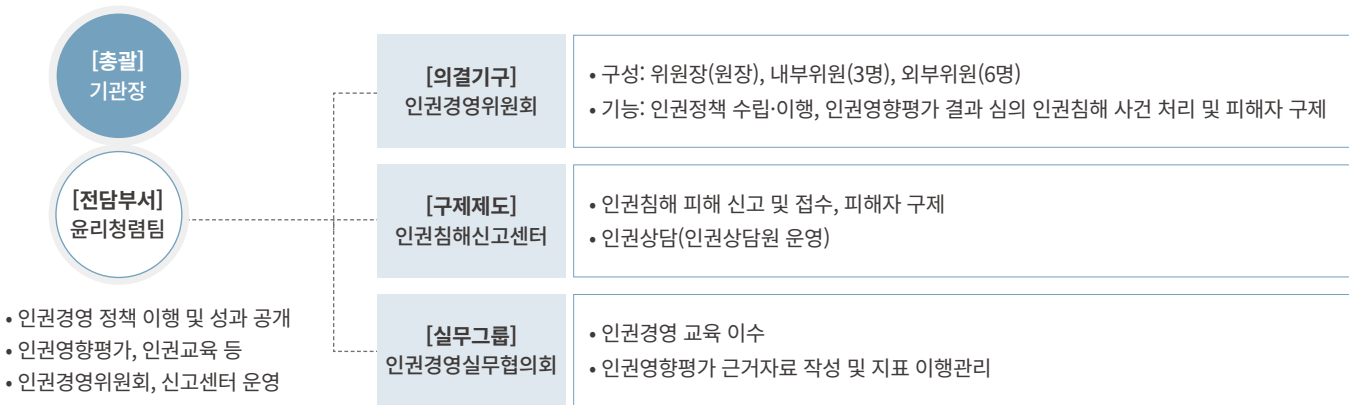 [총괄]
기관장
[전담부서]
윤리청렴팀
• 인권경영 정책 이행 및 성과 공개
• 인권영향평가, 인권교육 등
• 인권경영위원회, 신고센터 운영
[의결기구]
인권경영위원회
• 구성: 위원장(원장), 내부위원(3명), 외부위원(6명)
• 기능: 인권정책 수립·이행, 인권영향평가 결과 심의 인권침해 사건 처리 및 피해자 구제
[구제제도]
인권침해신고센터
• 인권침해 피해 신고 및 접수, 피해자 구제
• 인권상담(인권상담원 운영)
[실무그룹]
인권경영실무협의회
• 인권경영 교육 이수
• 인권영향평가 근거자료 작성 및 지표 이행관리